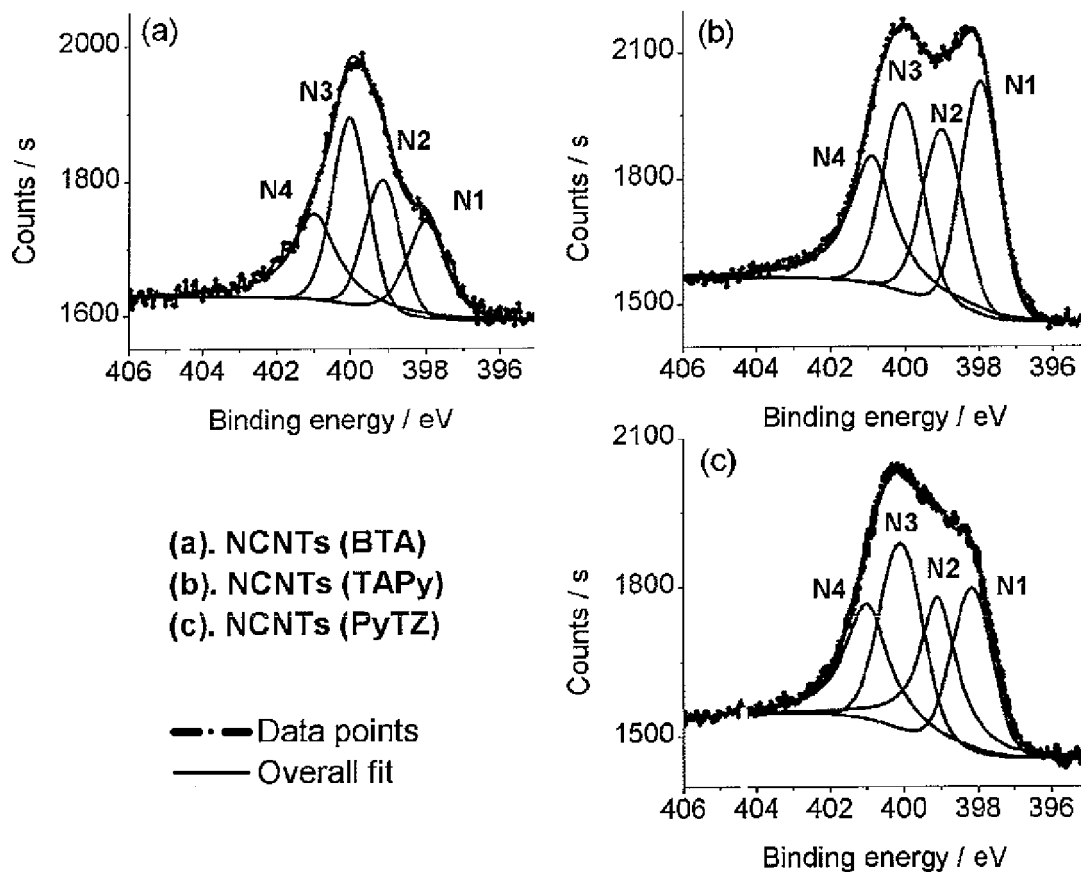 (a)
2000
1800
1600
Counts / s
N3
N2
N4
N1
406 404 402 400 398 396
Binding energy / eV
(b)
2100
1800
1500
Counts / s
N3
N1
N2
N4
406 404 402 400 398 396
Binding energy / eV
(a). NCNTs (BTA)
(b). NCNTs (TAPy)
(c). NCNTs (PyTZ)
Data points
Overall fit
(c)
2100
1800
1500
Counts / s
N3
N4
N2
N1
406 404 402 400 398 396
Binding energy / eV